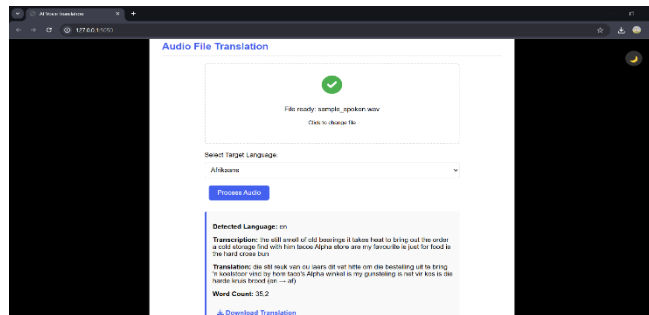 AI Voice Translation
127.0.0.1:5050
Audio File Translation
File ready: sample_spoken.wav
Click to change file
Select Target Language:
Afrikaans
Process Audio
Detected Language: en
Transcription: the still smell of old bearings it takes heat to bring out the order
a cold storage find with him tacos Alpha store are my favourite is just for food is
the hard cross bun
Translation: die stil reuk van ou laers dit vat hitte om die bestelling uit te bring
'n koelstoor vind by hom taco's Alpha winkel is my gunsteling is net vir kos is die
harde kruis brood (en → af)
Word Count: 35,2
Download Translation